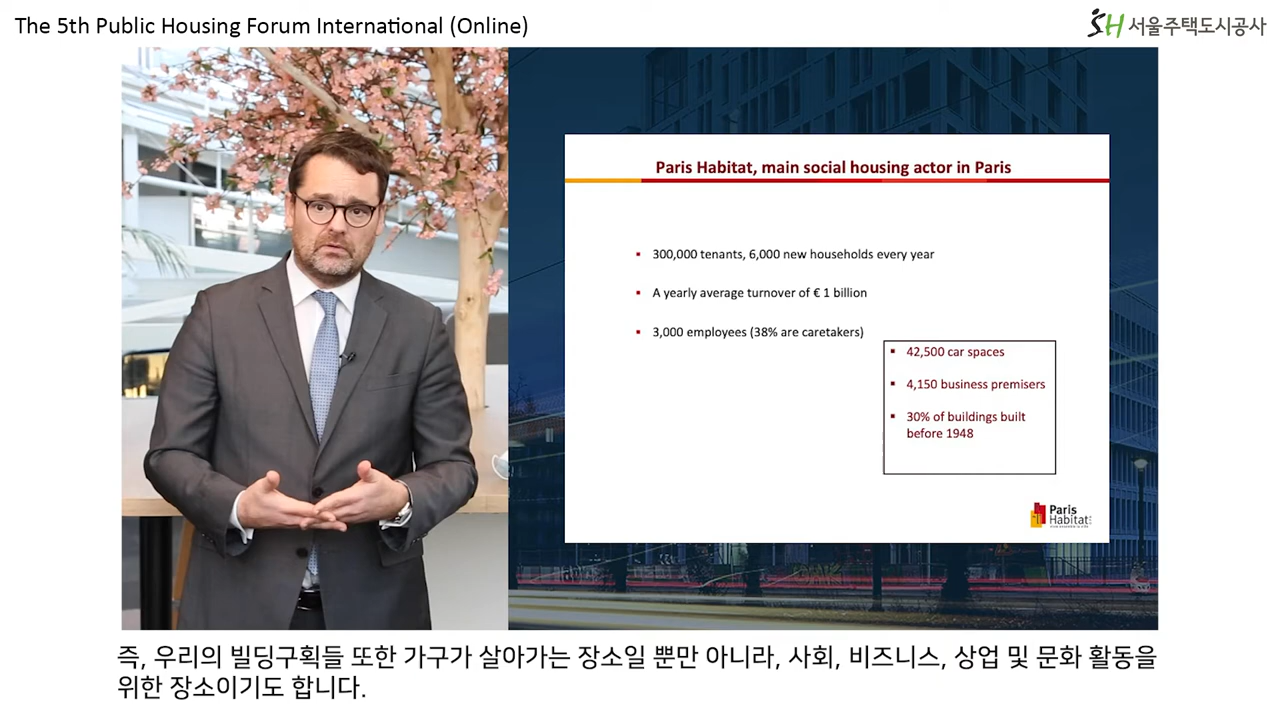 The 5th Public Housing Forum International (Online)
SH 서울주택도시공사
Paris Habitat, main social housing actor in Paris
▪ 300,000 tenants, 6,000 new households every year
▪ A yearly average turnover of € 1 billion
▪ 3,000 employees (38% are caretakers)
▪ 42,500 car spaces
▪ 4,150 business premisers
▪ 30% of buildings built
before 1948
Paris
Habitat
즉, 우리의 빌딩구획들 또한 가구가 살아가는 장소일 뿐만 아니라, 사회, 비즈니스, 상업 및 문화 활동을
위한 장소이기도 합니다.